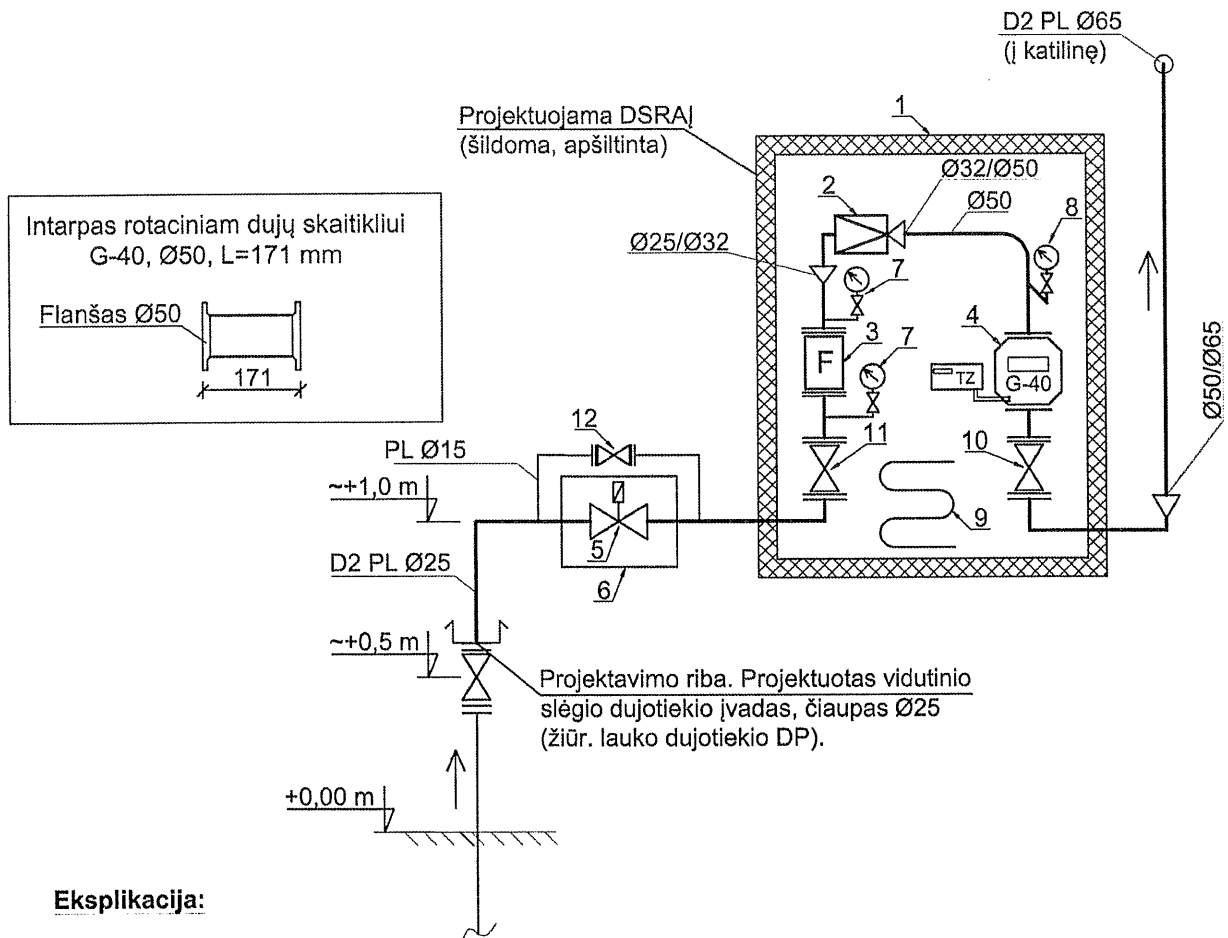 D2 PL Ø65
(į katilinę)
Projektuojama DSRAĮ
(šildoma, apšiltinta)
1
Ø32/Ø50
2
Ø50
8
Ø25/Ø32
7
Intarpas rotaciniam dujų skaitikliui
G-40, Ø50, L=171 mm
Flanšas Ø50
171
3
F
4
G-40
TZ
7
Ø50/Ø65
12
PL Ø15
11
10
~+1,0 m
5
9
D2 PL Ø25
6
~+0,5 m
Projektavimo riba. Projektuotas vidutinio
slėgio dujotiekio įvadas, čiaupas Ø25
(žiūr. lauko dujotiekio DP).
+0,00 m
Eksplikacija: